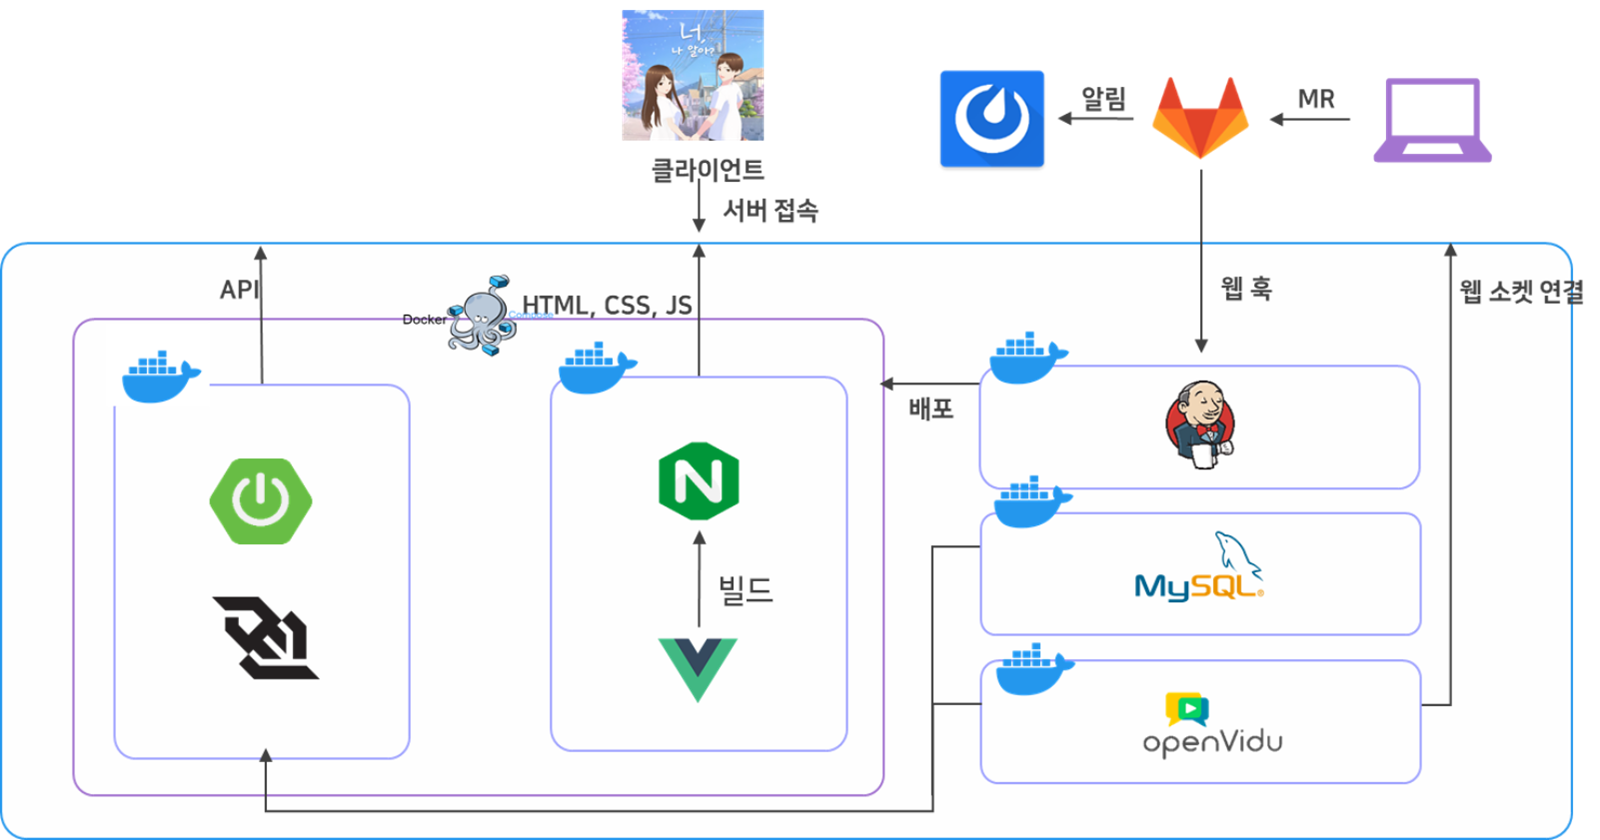 너,
나 알아?
클라이언트
서버 접속
알림
MR
API
Docker
Compose
HTML, CSS, JS
웹 훅
웹 소켓 연결
배포
빌드
MySQL®
openVidu